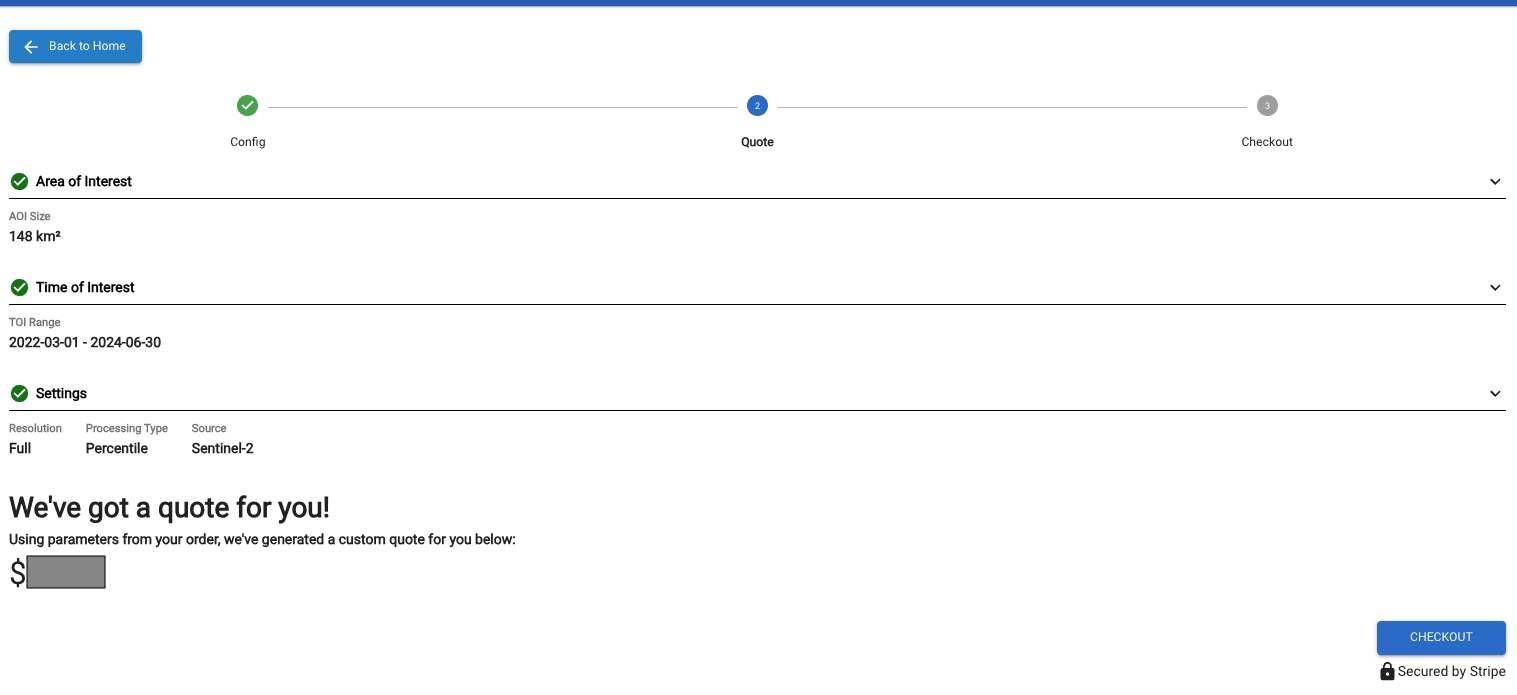 Back to Home
2
3
Config
Quote
Checkout
Area of Interest
AOI Size
148 km²
Time of Interest
TOI Range
2022-03-01 - 2024-06-30
Settings
Resolution Processing Type Source
Full Percentile Sentinel-2
We've got a quote for you!
Using parameters from your order, we've generated a custom quote for you below:
$
CHECKOUT
Secured by Stripe